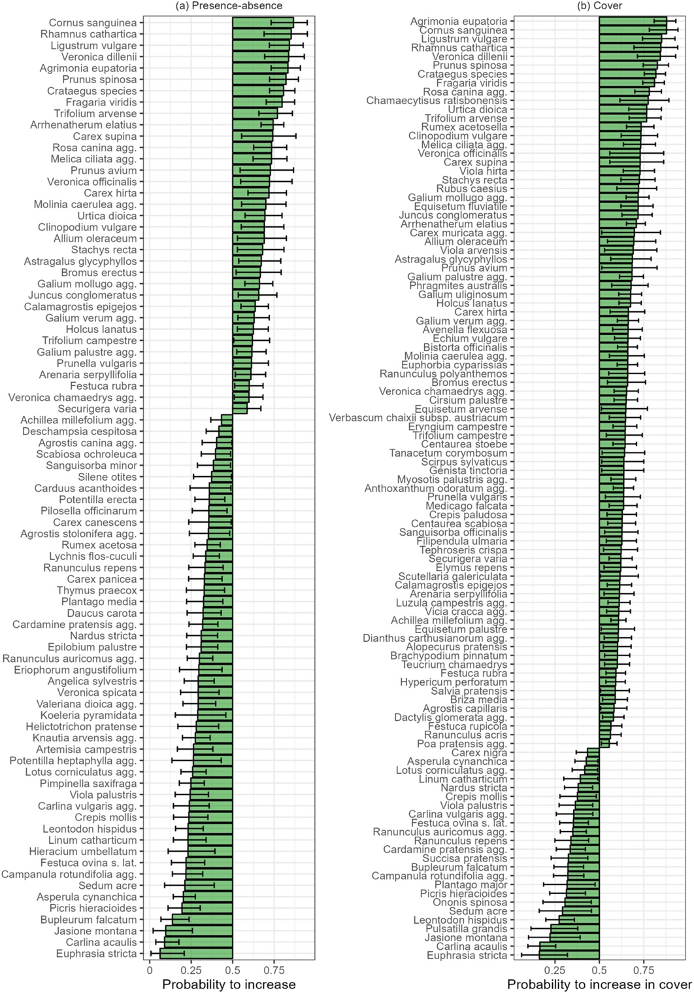 (a) Presence-absence
Cornus sanguinea
Rhamnus cathartica
Ligustrum vulgare
Veronica dillenii
Agrimonia eupatoria
Prunus spinosa
Crataegus species
Fragaria viridis
Trifolium arvense
Arrhenatherum elatius
Carex supina
Rosa canina agg.
Melica ciliata agg.
Prunus avium
Veronica officinalis
Carex hirta
Molinia caerulea agg.
Urtica dioica
Clinopodium vulgare
Allium oleraceum
Stachys recta
Astragalus glycyphyllos
Bromus erectus
Galium mollugo agg.
Juncus conglomeratus
Calamagrostis epigejos
Galium verum agg.
Holcus lanatus
Trifolium campestre
Galium palustre agg.
Prunella vulgaris
Arenaria serpyllifolia
Festuca rubra
Veronica chamaedrys agg.
Securigera varia
Achillea millefolium agg.
Deschampsia cespitosa
Agrostis canina agg.
Scabiosa ochroleuca
Sanguisorba minor
Silene otites
Carduus acanthoides
Potentilla erecta
Pilosella officinarum
Carex canescens
Agrostis stolonifera agg.
Rumex acetosa
Lychnis flos-cuculi
Ranunculus repens
Carex panicea
Thymus praecox
Plantago media
Daucus carota
Cardamine pratensis agg.
Nardus stricta
Epilobium palustre
Ranunculus auricomus agg.
Eriophorum angustifolium
Angelica sylvestris
Veronica spicata
Valeriana dioica agg.
Koeleria pyramidata
Helictotrichon pratense
Knautia arvensis agg.
Artemisia campestris
Potentilla heptaphylla agg.
Lotus corniculatus agg.
Pimpinella saxifraga
Viola palustris
Carlina vulgaris agg.
Crepis mollis
Leontodon hispidus
Linum catharticum
Hieracium umbellatum
Festuca ovina s. lat.
Campanula rotundifolia agg.
Sedum acre
Asperula cynanchica
Picris hieracioides
Bupleurum falcatum
Jasione montana
Carlina acaulis
Euphrasia stricta
0 0.25 0.5 0.75
Probability to increase
(b) Cover
Agrimonia eupatoria
Cornus sanguinea
Ligustrum vulgare
Rhamnus cathartica
Veronica dillenii
Prunus spinosa
Crataegus species
Fragaria viridis
Rosa canina agg.
Chamaecytisus ratisbonensis
Urtica dioica
Trifolium arvense
Rumex acetosella
Clinopodium vulgare
Melica ciliata agg.
Veronica officinalis
Carex supina
Viola hirta
Stachys recta
Rubus caesius
Galium mollugo agg.
Equisetum fluviatile
Juncus conglomeratus
Arrhenatherum elatius
Carex muricata agg.
Allium oleraceum
Viola arvensis
Astragalus glycyphyllos
Prunus avium
Galium palustre agg.
Phragmites australis
Galium uliginosum
Holcus lanatus
Carex hirta
Galium verum agg.
Avenella flexuosa
Echium vulgare
Bistorta officinalis
Molinia caerulea agg.
Euphorbia cyparissias
Ranunculus polyanthemos
Bromus erectus
Veronica chamaedrys agg.
Cirsium palustre
Equisetum arvense
Verbascum chaixii subsp. austriacum
Eryngium campestre
Trifolium campestre
Centaurea stoebe
Tanacetum corymbosum
Scirpus sylvaticus
Genista tinctoria
Myosotis palustris agg.
Anthoxanthum odoratum agg.
Prunella vulgaris
Medicago falcata
Crepis paludosa
Centaurea scabiosa
Sanguisorba officinalis
Filipendula ulmaria
Tephroseris crispa
Securigera varia
Elymus repens
Scutellaria galericulata
Calamagrostis epigejos
Arenaria serpyllifolia
Luzula campestris agg.
Vicia cracca agg.
Achillea millefolium agg.
Equisetum palustre
Dianthus carthusianorum agg.
Alopecurus pratensis
Brachypodium pinnatum
Teucrium chamaedrys
Festuca rubra
Hypericum perforatum
Salvia pratensis
Briza media
Agrostis capillaris
Dactylis glomerata agg.
Festuca rupicola
Ranunculus acris
Poa pratensis agg.
Carex nigra
Asperula cynanchica
Lotus corniculatus agg.
Linum catharticum
Nardus stricta
Crepis mollis
Viola palustris
Carlina vulgaris agg.
Festuca ovina s. lat.
Ranunculus auricomus agg.
Ranunculus repens
Cardamine pratensis agg.
Succisa pratensis
Bupleurum falcatum
Campanula rotundifolia agg.
Plantago major
Picris hieracioides
Ononis spinosa
Sedum acre
Leontodon hispidus
Pulsatilla grandis
Jasione montana
Carlina acaulis
Euphrasia stricta
0.25 0.5 0.75
Probability to increase in cover